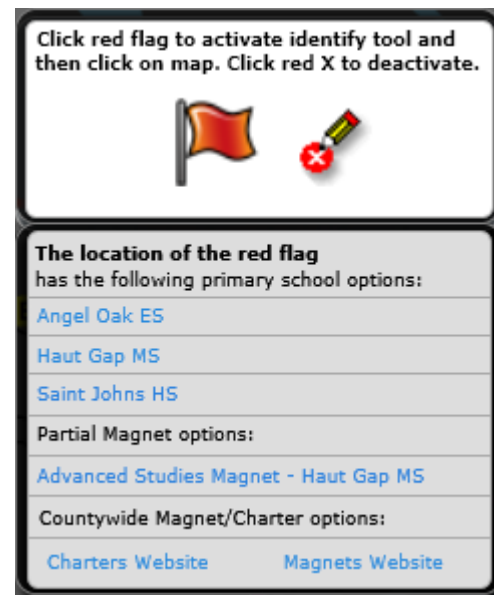 Click red flag to activate identify tool and
then click on map. Click red X to deactivate.
The location of the red flag
has the following primary school options:
Angel Oak ES
Haut Gap MS
Saint Johns HS
Partial Magnet options:
Advanced Studies Magnet - Haut Gap MS
Countywide Magnet/Charter options:
Charters Website Magnets Website